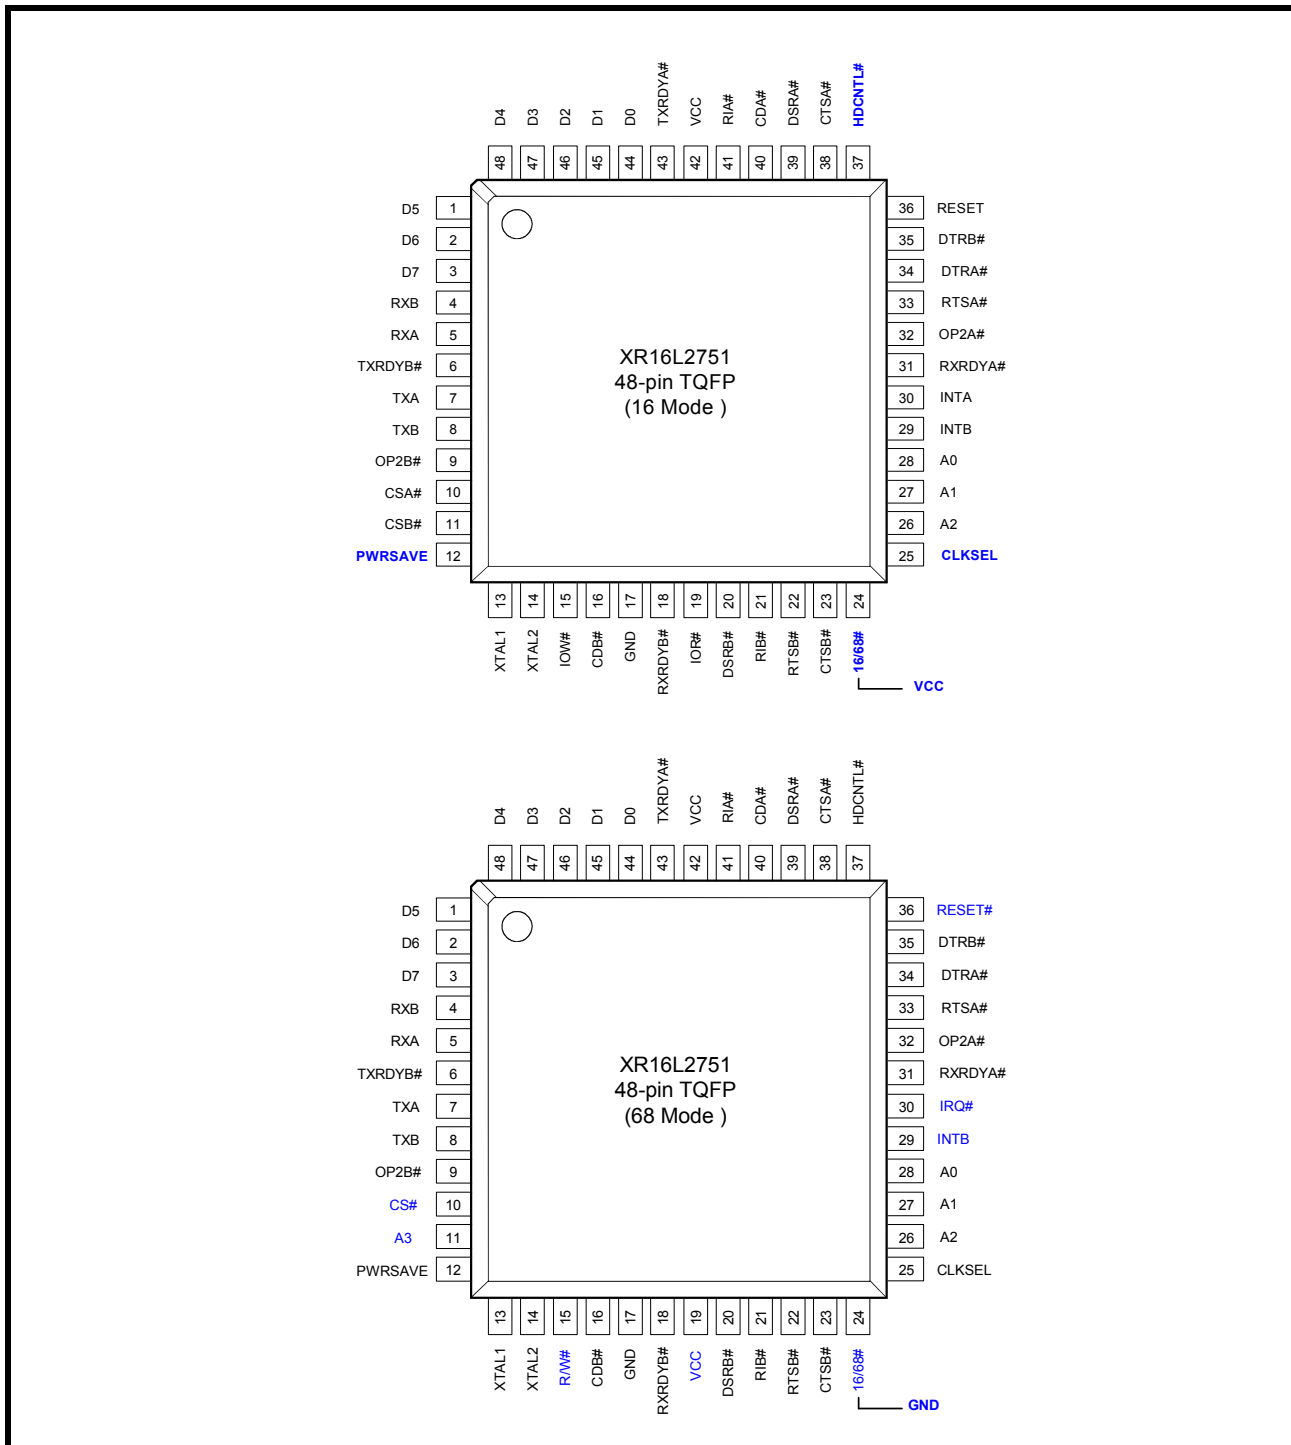 D4 D3 D2 D1 D0 TXRDYA# VCC RIA# CDA# DSRA# CTSA# HDCNTL#
48 47 46 45 44 43 42 41 40 39 38 37
D5 1 36 RESET
D6 2 35 DTRB#
D7 3 34 DTRA#
RXB 4 33 RTSA#
RXA 5 32 OP2A#
TXRDYB# 6 31 RXRDYA#
TXA 7 30 INTA
TXB 8 29 INTB
OP2B# 9 28 A0
CSA# 10 27 A1
CSB# 11 26 A2
PWRSAVE 12 25 CLKSEL
XR16L2751
48-pin TQFP
(16 Mode )
13 14 15 16 17 18 19 20 21 22 23 24
XTAL1 XTAL2 IOW# CDB# GND RXRDYB# IOR# DSRB# RIB# RTSB# CTSB# 16/68#
VCC
D4 D3 D2 D1 D0 TXRDYA# VCC RIA# CDA# DSRA# CTSA# HDCNTL#
48 47 46 45 44 43 42 41 40 39 38 37
D5 1 36 RESET#
D6 2 35 DTRB#
D7 3 34 DTRA#
RXB 4 33 RTSA#
RXA 5 32 OP2A#
TXRDYB# 6 31 RXRDYA#
TXA 7 30 IRQ#
TXB 8 29 INTB
OP2B# 9 28 A0
CS# 10 27 A1
A3 11 26 A2
PWRSAVE 12 25 CLKSEL
XR16L2751
48-pin TQFP
(68 Mode )
13 14 15 16 17 18 19 20 21 22 23 24
XTAL1 XTAL2 R/W# CDB# GND RXRDYB# VCC DSRB# RIB# RTSB# CTSB# 16/68#
GND